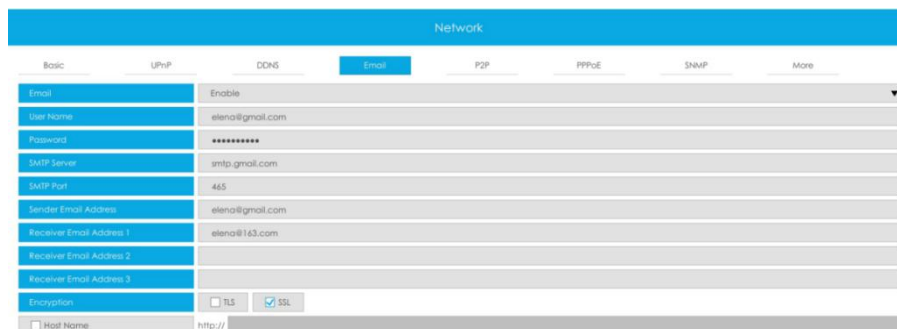 Network
Basic UPnP DDNS Email P2P PPPoE SNMP More
Email Enable
User Name elena@gmail.com
Password ••••••••••
SMTP Server smtp.gmail.com
SMTP Port 465
Sender Email Address elena@gmail.com
Receiver Email Address 1 elena@163.com
Receiver Email Address 2
Receiver Email Address 3
Encryption TLS SSL
Host Name http://